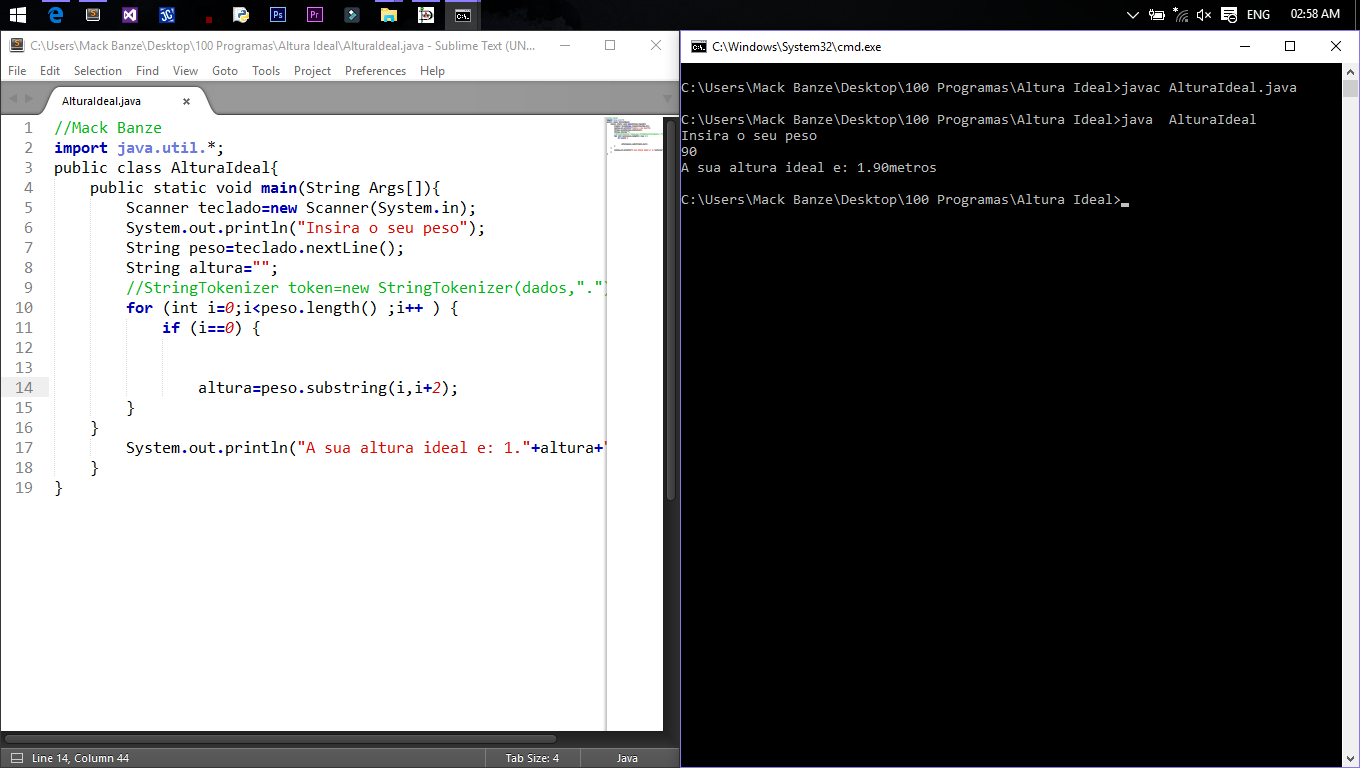 ENG 02:58 AM
C:\Users\Mack Banze\Desktop\100 Programas\Altura Ideal\AlturaIdeal.java - Sublime Text (UN...
File Edit Selection Find View Goto Tools Project Preferences Help
AlturaIdeal.java
1 //Mack Banze
2 import java.util.*;
3 public class AlturaIdeal{
4 public static void main(String Args[]){
5 Scanner teclado=new Scanner(System.in);
6 System.out.println("Insira o seu peso");
7 String peso=teclado.nextLine();
8 String altura="";
9 //StringTokenizer token=new StringTokenizer(dados,".")
10 for (int i=0;i<peso.length() ;i++ ) {
11 if (i==0) {
12
13
14 altura=peso.substring(i,i+2);
15 }
16 }
17 System.out.println("A sua altura ideal e: 1."+altura+"
18 }
19 }
Line 14, Column 44 Tab Size: 4 Java
C:\Windows\System32\cmd.exe
C:\Users\Mack Banze\Desktop\100 Programas\Altura Ideal>javac AlturaIdeal.java
C:\Users\Mack Banze\Desktop\100 Programas\Altura Ideal>java  AlturaIdeal
Insira o seu peso
90
A sua altura ideal e: 1.90metros
C:\Users\Mack Banze\Desktop\100 Programas\Altura Ideal>